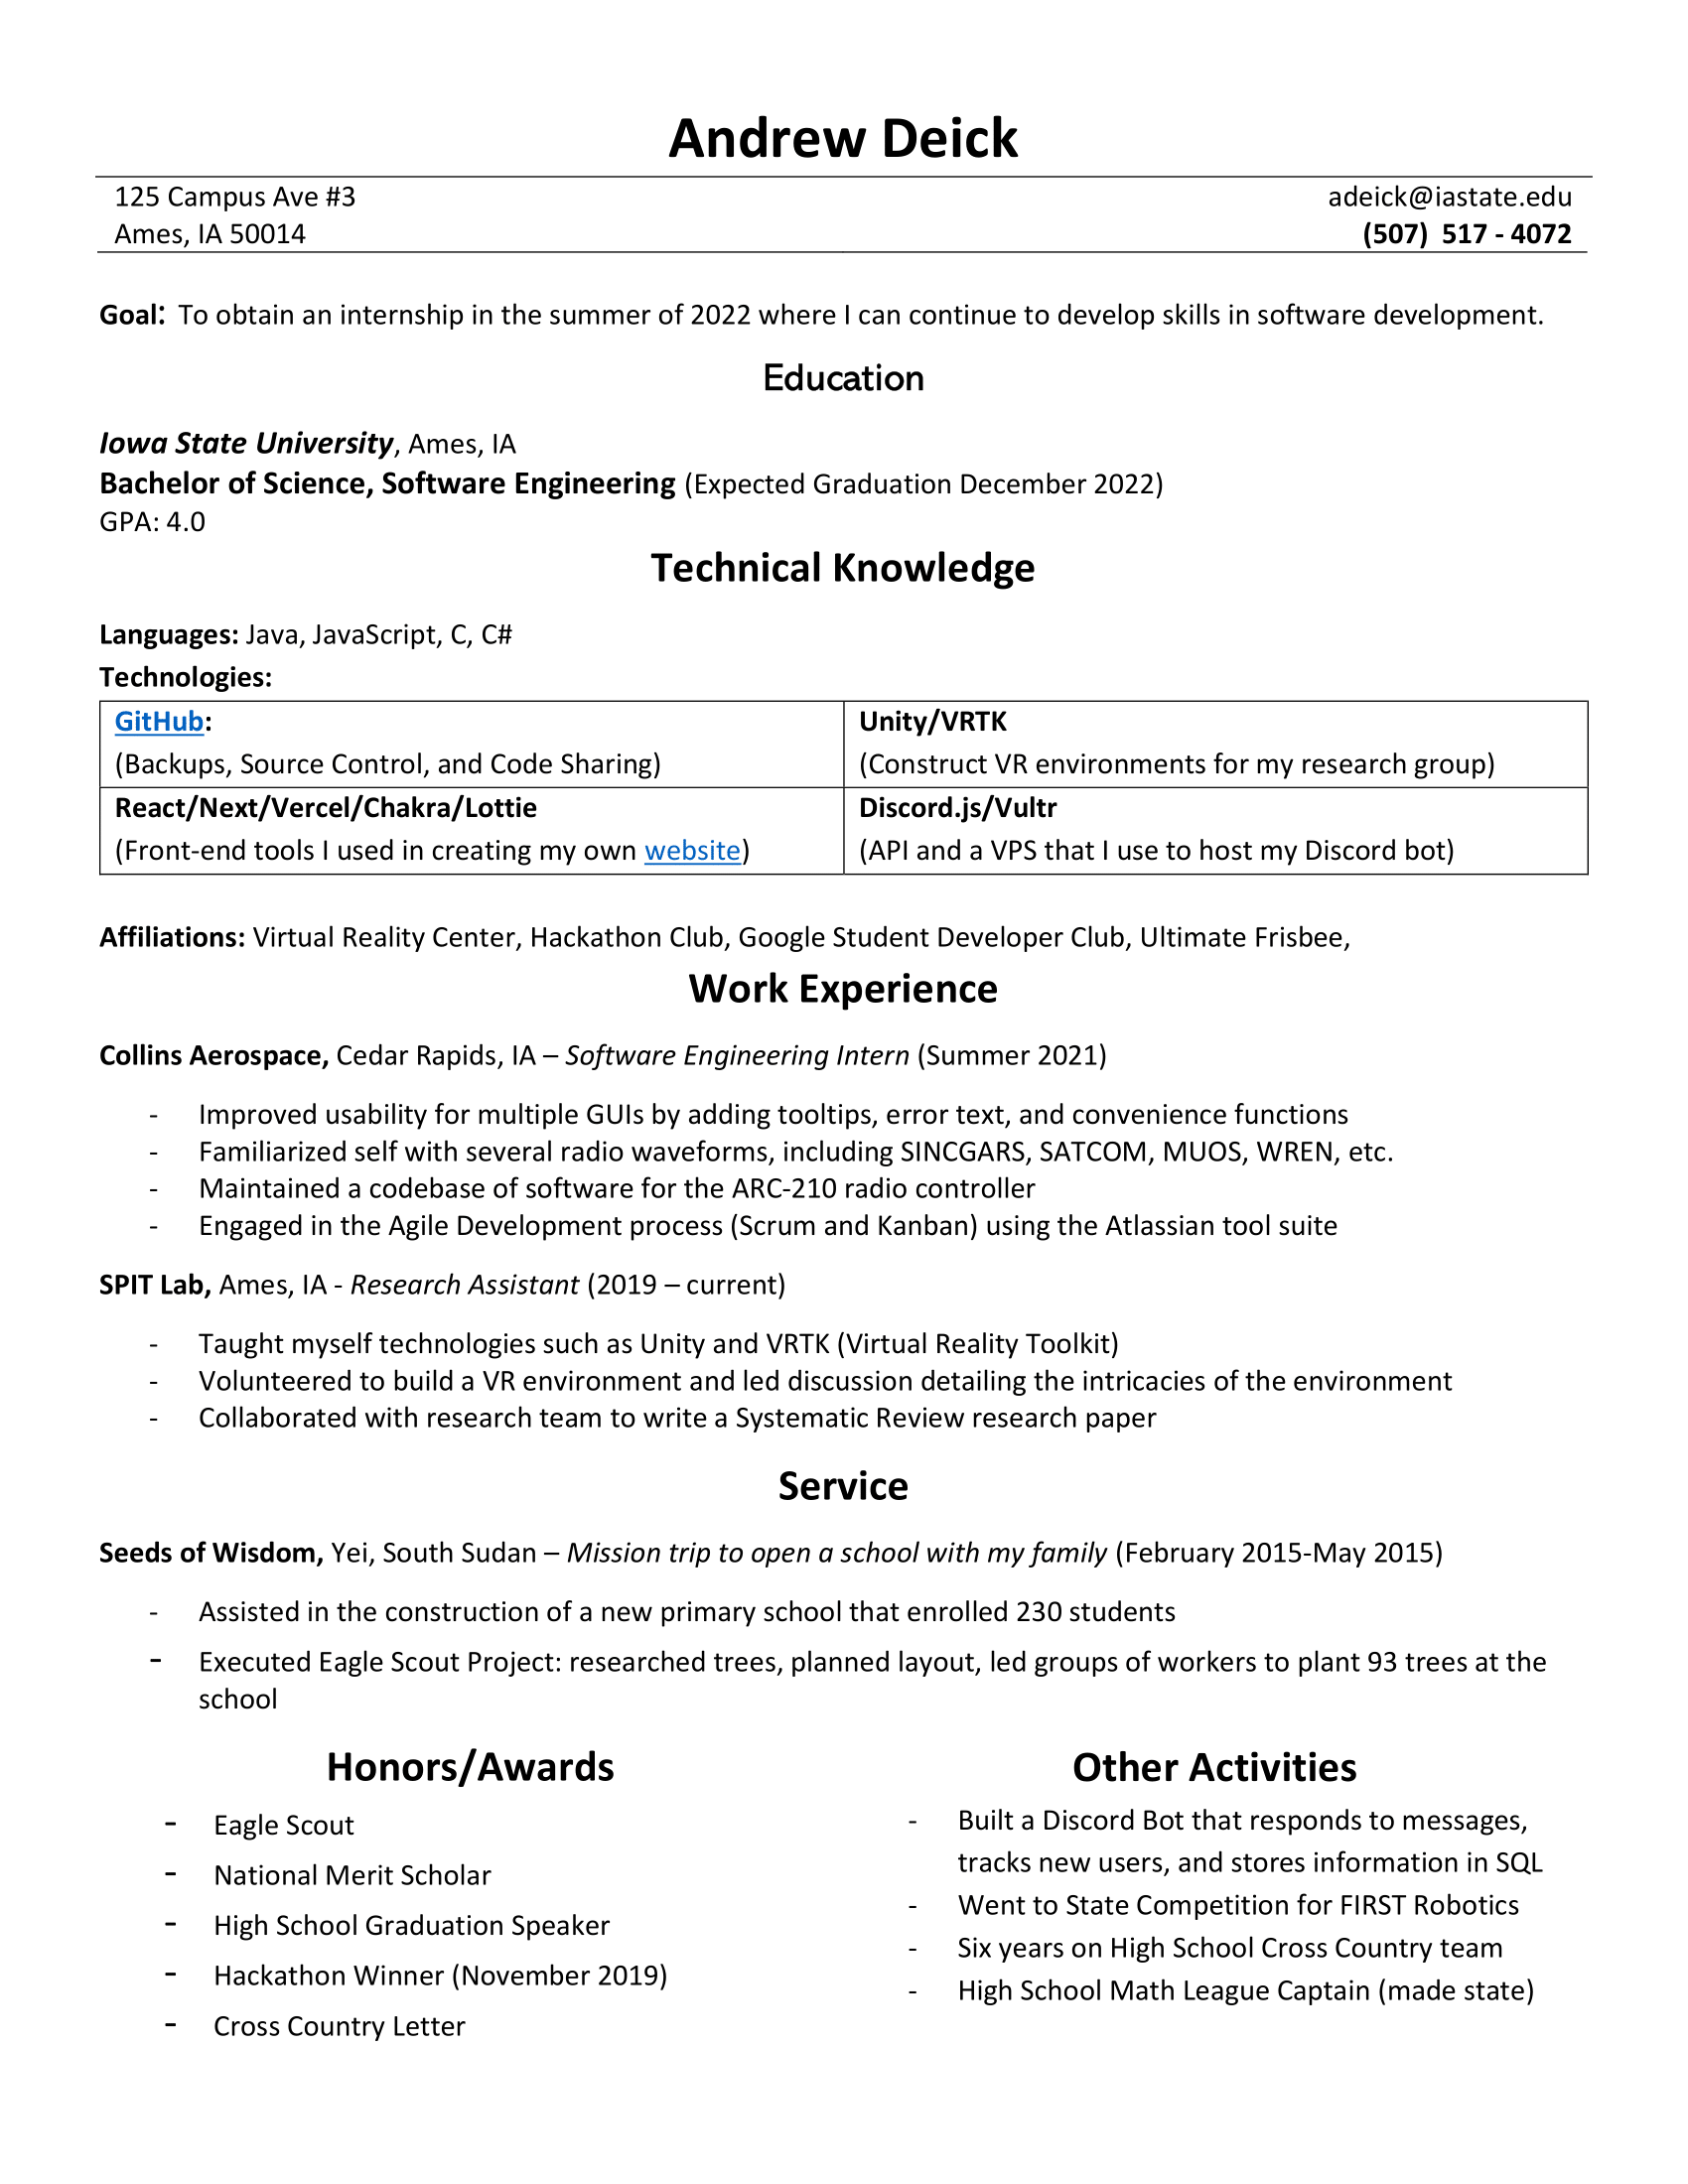 Andrew Deick
125 Campus Ave #3
Ames, IA 50014
adeick@iastate.edu
(507) 517 - 4072
Goal: To obtain an internship in the summer of 2022 where I can continue to develop skills in software development.
Education
Iowa State University, Ames, IA
Bachelor of Science, Software Engineering (Expected Graduation December 2022)
GPA: 4.0
Technical Knowledge
Languages: Java, JavaScript, C, C#
Technologies:
GitHub:
(Backups, Source Control, and Code Sharing)
Unity/VRTK
(Construct VR environments for my research group)
React/Next/Vercel/Chakra/Lottie
(Front-end tools I used in creating my own website)
Discord.js/Vultr
(API and a VPS that I use to host my Discord bot)
Affiliations: Virtual Reality Center, Hackathon Club, Google Student Developer Club, Ultimate Frisbee,
Work Experience
Collins Aerospace, Cedar Rapids, IA – Software Engineering Intern (Summer 2021)
- Improved usability for multiple GUIs by adding tooltips, error text, and convenience functions
- Familiarized self with several radio waveforms, including SINCGARS, SATCOM, MUOS, WREN, etc.
- Maintained a codebase of software for the ARC-210 radio controller
- Engaged in the Agile Development process (Scrum and Kanban) using the Atlassian tool suite
SPIT Lab, Ames, IA - Research Assistant (2019 – current)
- Taught myself technologies such as Unity and VRTK (Virtual Reality Toolkit)
- Volunteered to build a VR environment and led discussion detailing the intricacies of the environment
- Collaborated with research team to write a Systematic Review research paper
Service
Seeds of Wisdom, Yei, South Sudan – Mission trip to open a school with my family (February 2015-May 2015)
- Assisted in the construction of a new primary school that enrolled 230 students
- Executed Eagle Scout Project: researched trees, planned layout, led groups of workers to plant 93 trees at the
school
Honors/Awards
- Eagle Scout
- National Merit Scholar
- High School Graduation Speaker
- Hackathon Winner (November 2019)
- Cross Country Letter
Other Activities
- Built a Discord Bot that responds to messages,
tracks new users, and stores information in SQL
- Went to State Competition for FIRST Robotics
- Six years on High School Cross Country team
- High School Math League Captain (made state)